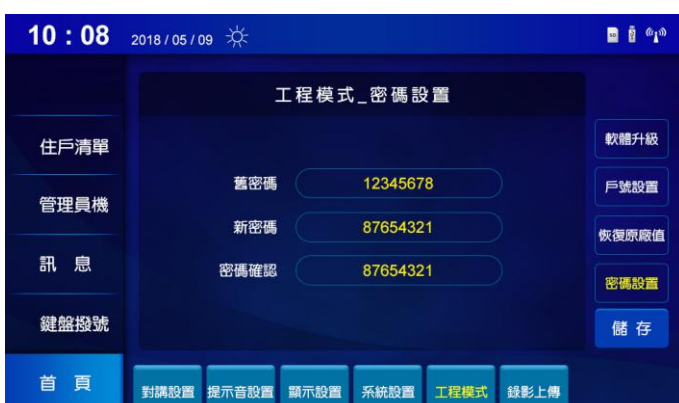 10：08 2018 / 05 / 09
工程模式_密碼設置
住戶清單
管理員機
訊 息
鍵盤撥號
首 頁
舊密碼 12345678
新密碼 87654321
密碼確認 87654321
軟體升級
戶號設置
恢復原廠值
密碼設置
儲 存
對講設置 提示音設置 顯示設置 系統設置 工程模式 錄影上傳